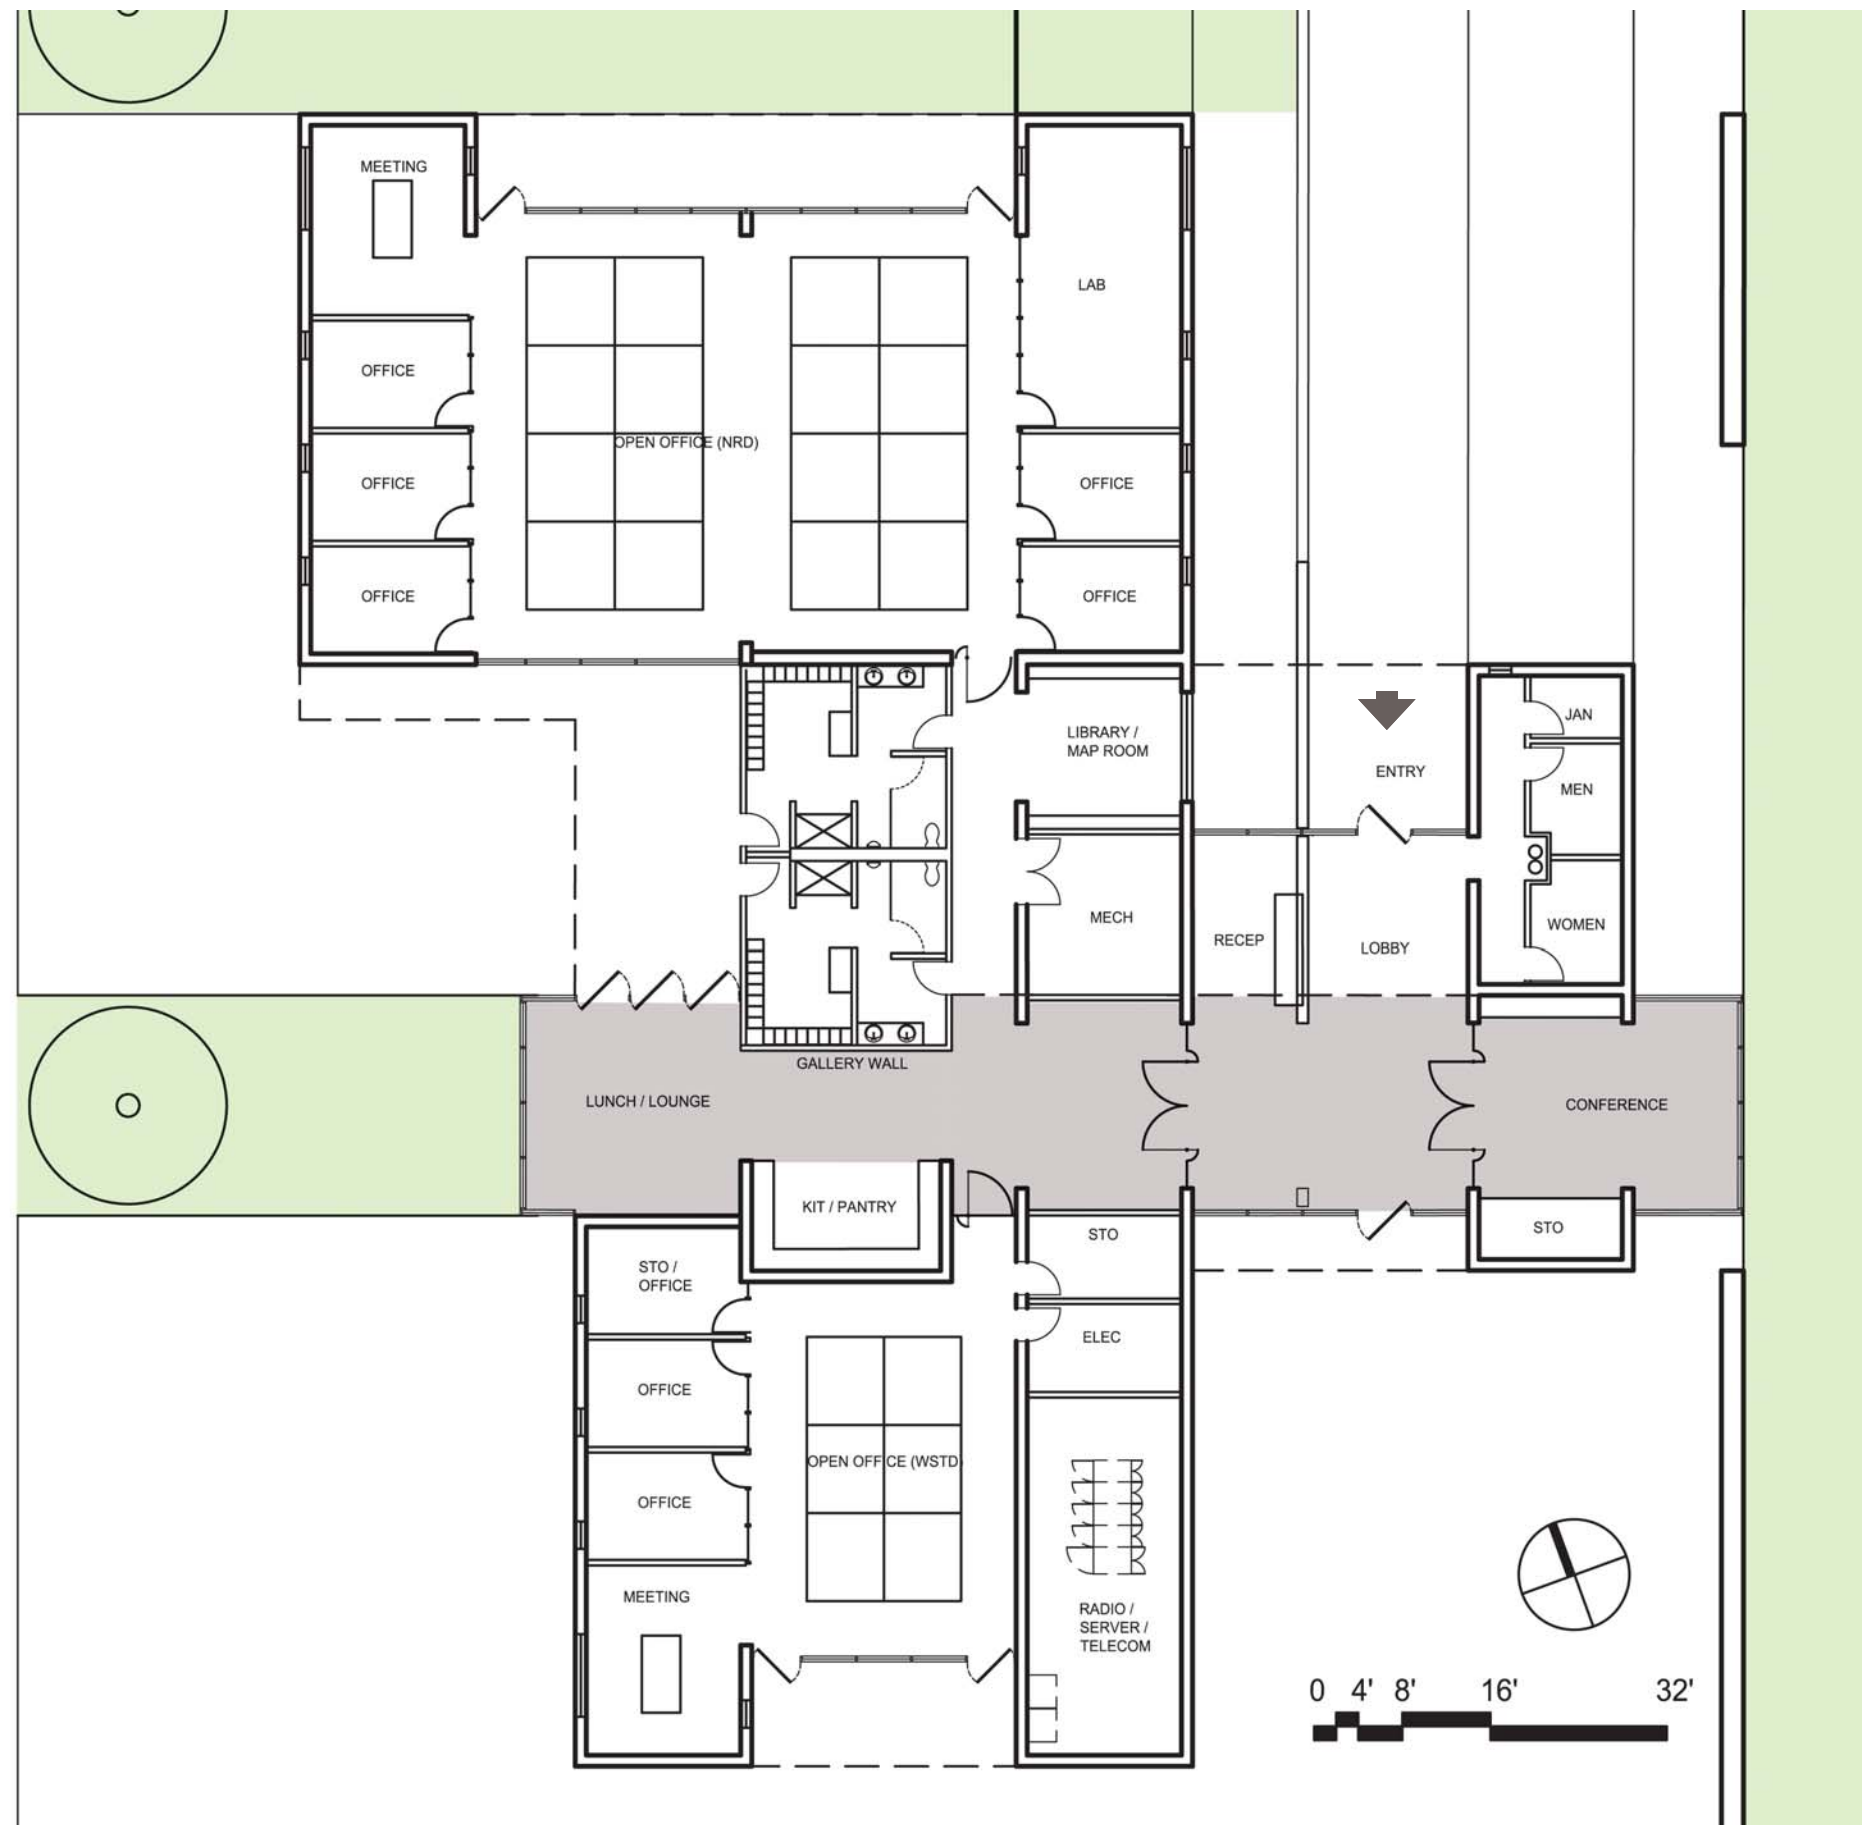 MEETING
LAB
OFFICE
OPEN OFFICE (NRD)
OFFICE
OFFICE
OFFICE
OFFICE
LIBRARY /
MAP ROOM
JAN
ENTRY
MEN
MECH
RECEP
LOBBY
WOMEN
GALLERY WALL
LUNCH / LOUNGE
CONFERENCE
KIT / PANTRY
STO
STO
STO /
OFFICE
ELEC
OFFICE
OPEN OFFICE (WSTD
OFFICE
MEETING
RADIO /
SERVER /
TELECOM
0 4' 8' 16' 32'